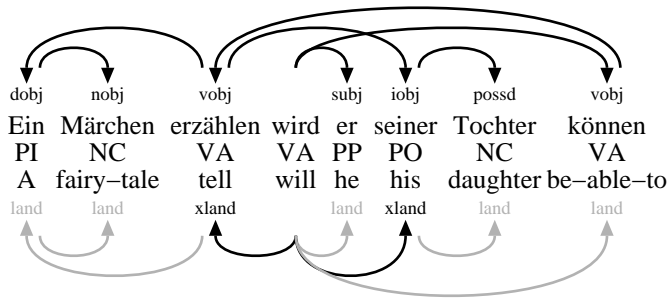 dobj nobj vobj subj iobj possd vobj
Ein Märchen erzählen wird er seiner Tochter können
PI NC VA VA PP PO NC VA
A fairy−tale tell will he his daughter be−able−to
land land xland land xland land land